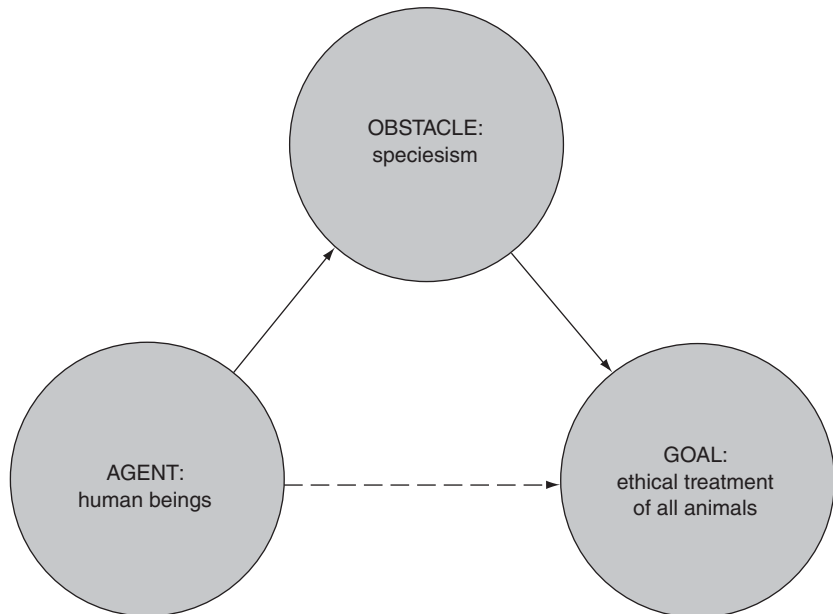 OBSTACLE:
speciesism
AGENT:
human beings
GOAL:
ethical treatment
of all animals